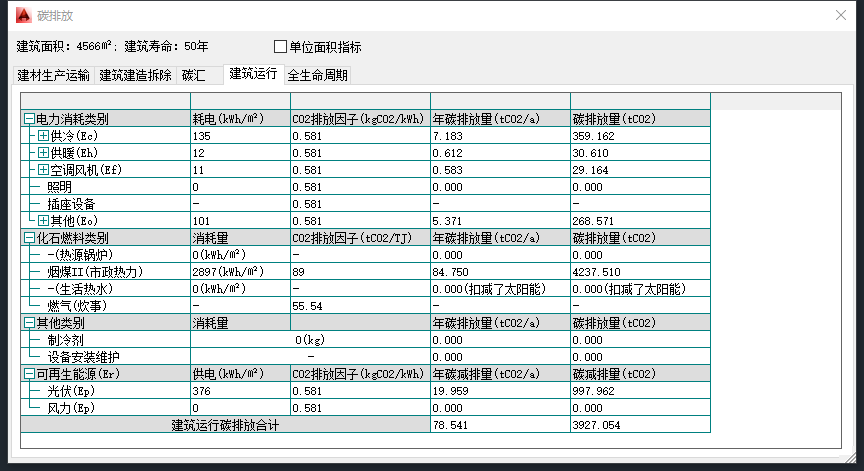 碳排放
建筑面积: 4566㎡; 建筑寿命: 50年 单位面积指标
建材生产运输 建筑建造拆除 碳汇 建筑运行 全生命周期
电力消耗类别 耗电(kWh/㎡) CO2排放因子(kgCO2/kWh) 年碳排放量(tCO2/a) 碳排放量(tCO2)
供冷(Ec) 135 0.581 7.183 359.162
供暖(Eh) 12 0.581 0.612 30.610
空调风机(Ef) 11 0.581 0.583 29.164
照明 0 0.581 0.000 0.000
插座设备 - 0.581 - -
其他(Eo) 101 0.581 5.371 268.571
化石燃料类别 消耗量 CO2排放因子(tCO2/TJ) 年碳排放量(tCO2/a) 碳排放量(tCO2)
-(热源锅炉) 0(kWh/㎡) - 0.000 0.000
烟煤II(市政热力) 2897(kWh/㎡) 89 84.750 4237.510
-(生活热水) 0(kWh/㎡) - 0.000(扣减了太阳能) 0.000(扣减了太阳能)
燃气(炊事) - 55.54 - -
其他类别 消耗量 年碳排放量(tCO2/a) 碳排放量(tCO2)
制冷剂 0(kg) 0.000 0.000
设备安装维护 - 0.000 0.000
可再生能源(Er) 供电(kWh/㎡) CO2排放因子(kgCO2/kWh) 年碳减排量(tCO2/a) 碳减排量(tCO2)
光伏(Ep) 376 0.581 19.959 997.962
风力(Ep) 0 0.581 0.000 0.000
建筑运行碳排放合计 78.541 3927.054